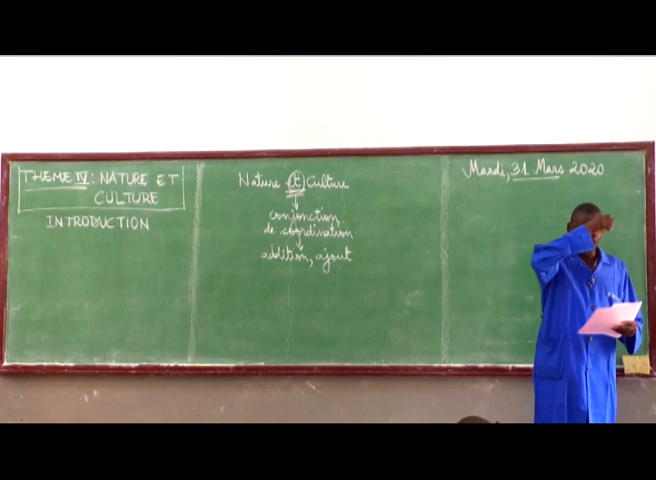 THEME IV : NATURE ET
CULTURE
INTRODUCTION
Nature et Culture
conjonction
de coordination
addition, ajout
Mardi, 31 Mars 2020